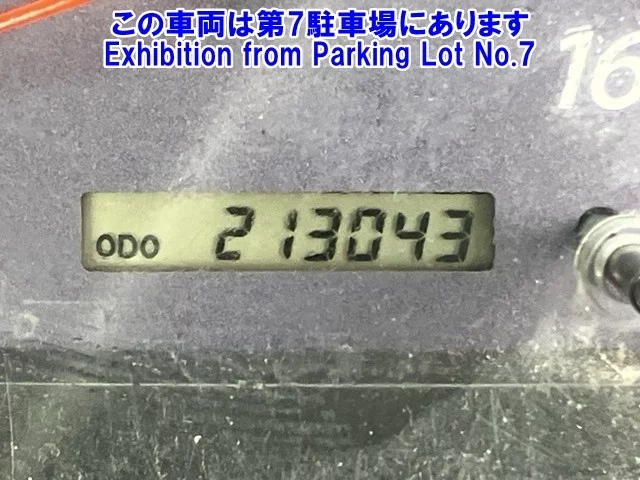 この車両は第7駐車場にあります
Exhibition from Parking Lot No.7
16
ODO 213043